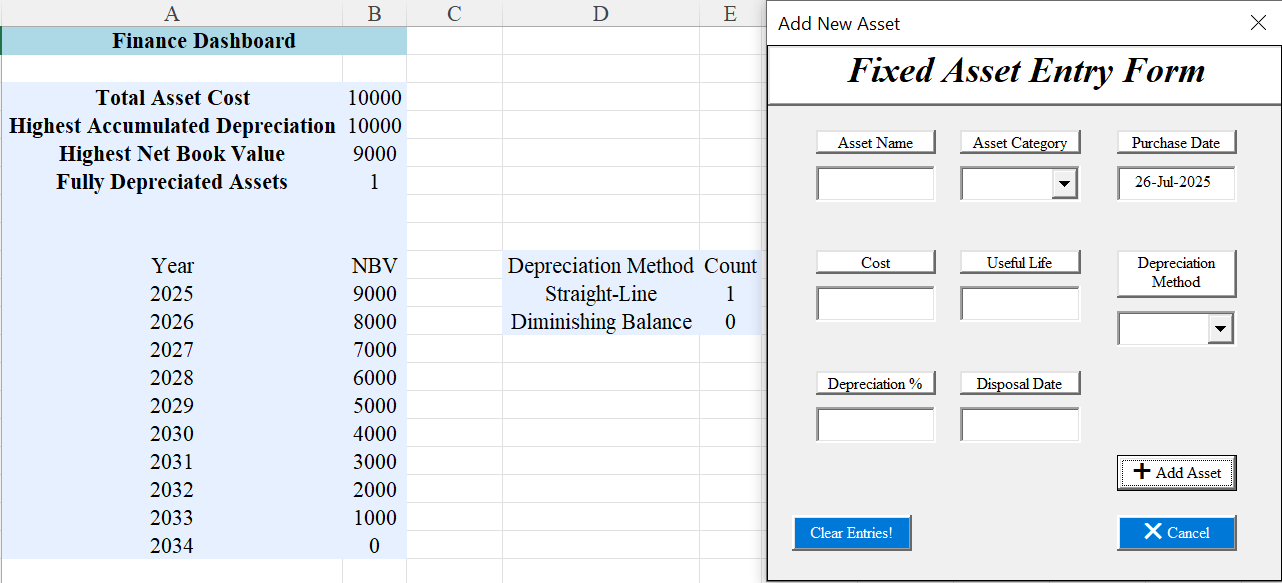 A B C D E
Finance Dashboard
Total Asset Cost 10000
Highest Accumulated Depreciation 10000
Highest Net Book Value 9000
Fully Depreciated Assets 1
Year NBV Depreciation Method Count
2025 9000 Straight-Line 1
2026 8000 Diminishing Balance 0
2027 7000
2028 6000
2029 5000
2030 4000
2031 3000
2032 2000
2033 1000
2034 0
Add New Asset
Fixed Asset Entry Form
Asset Name Asset Category Purchase Date
26-Jul-2025
Cost Useful Life Depreciation
Method
Depreciation % Disposal Date
Add Asset
Clear Entries! Cancel